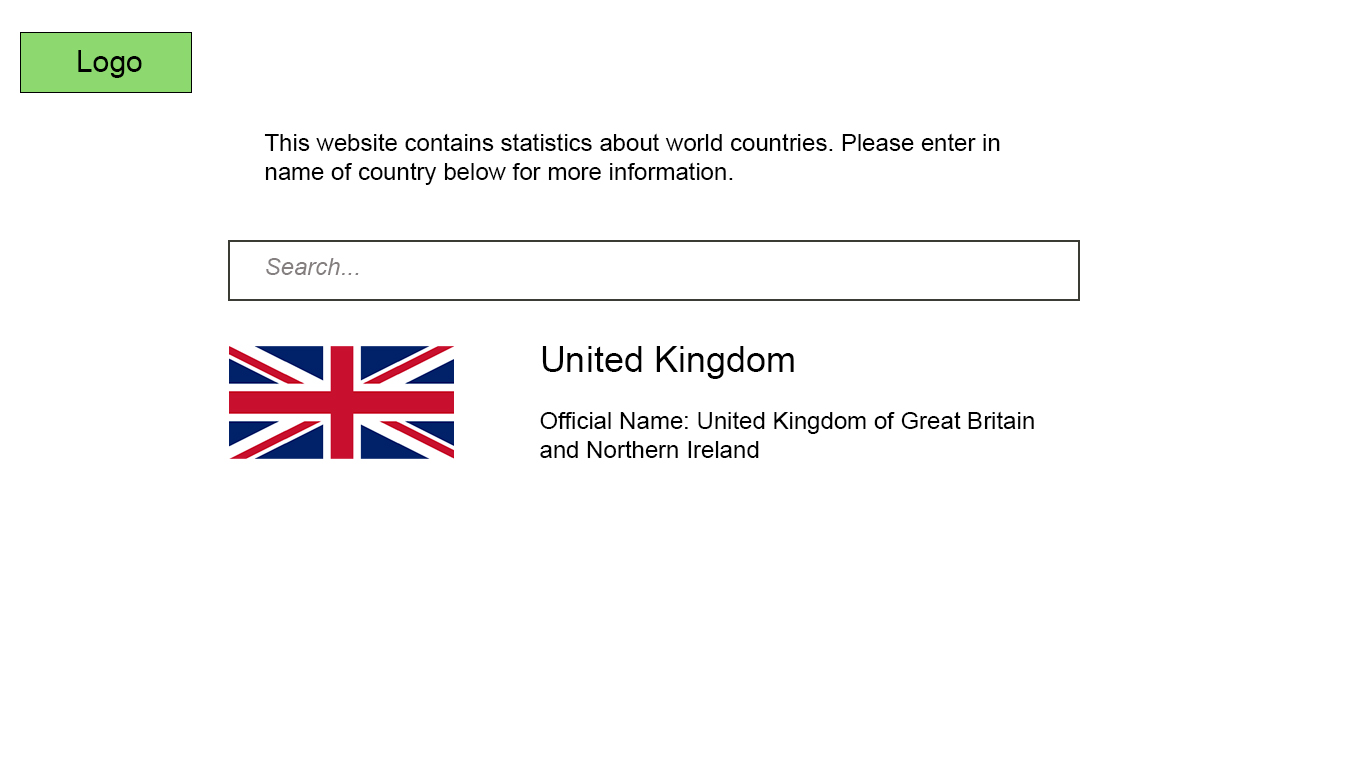 Logo
This website contains statistics about world countries. Please enter in
name of country below for more information.
Search...
United Kingdom
Official Name: United Kingdom of Great Britain
and Northern Ireland